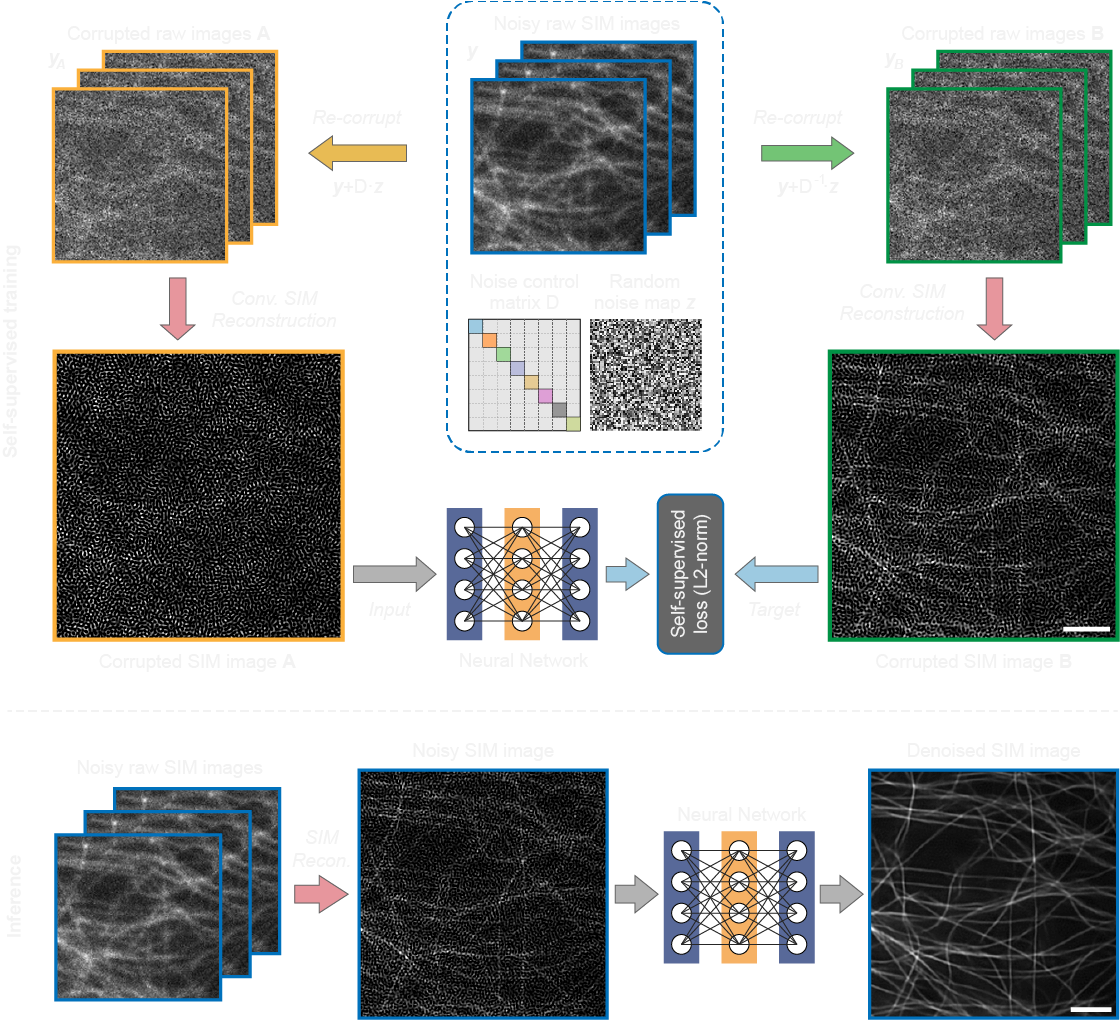 Corrupted raw images A
y_A
Re-corrupt
y+D·z
Noisy raw SIM images
y
Noise control
matrix D
Random
noise map z
Corrupted raw images B
y_B
Re-corrupt
y+D⁻¹·z
Self-supervised training
Conv. SIM
Reconstruction
Conv. SIM
Reconstruction
Input
Neural Network
Self-supervised
loss (L2-norm)
Target
Corrupted SIM image A
Corrupted SIM image B
Inference
Noisy raw SIM images
SIM
Recon.
Noisy SIM image
Neural Network
Denoised SIM image